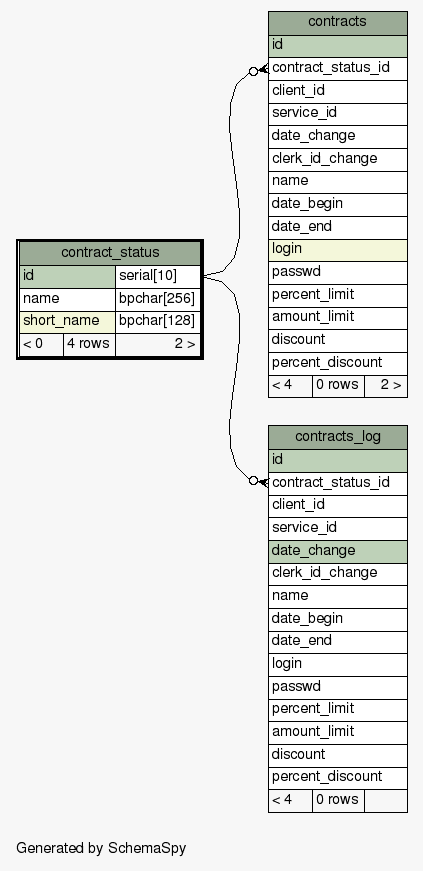 contracts
id
contract_status_id
client_id
service_id
date_change
clerk_id_change
name
date_begin
date_end
login
passwd
percent_limit
amount_limit
discount
percent_discount
< 4 0 rows 2 >
contract_status
id serial[10]
name bpchar[256]
short_name bpchar[128]
< 0 4 rows 2 >
contracts_log
id
contract_status_id
client_id
service_id
date_change
clerk_id_change
name
date_begin
date_end
login
passwd
percent_limit
amount_limit
discount
percent_discount
< 4 0 rows
Generated by SchemaSpy